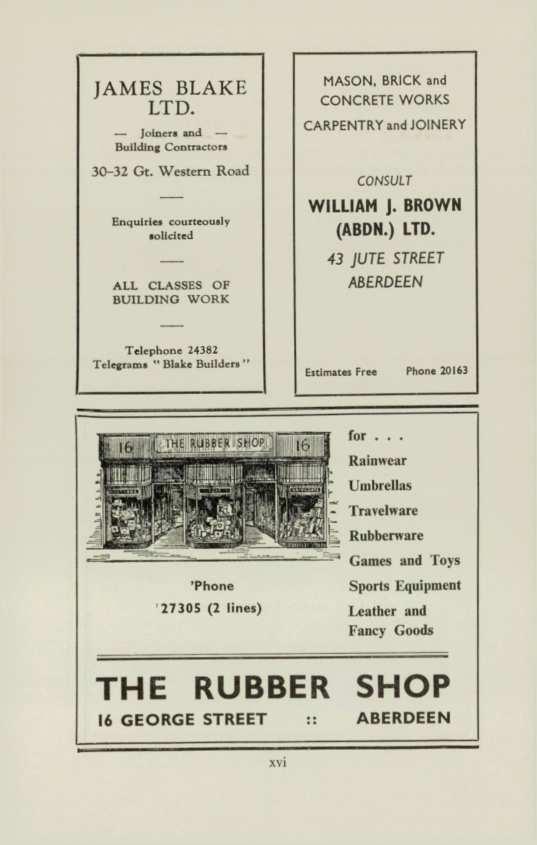 JAMES BLAKE
LTD.
— Joiners and —
Building Contractors
30–32 Gt. Western Road
Enquiries courteously
solicited
ALL CLASSES OF
BUILDING WORK
Telephone 24382
Telegrams "Blake Builders"
MASON, BRICK and
CONCRETE WORKS
CARPENTRY and JOINERY
CONSULT
WILLIAM J. BROWN
(ABDN.) LTD.
43 JUTE STREET
ABERDEEN
Estimates Free Phone 20163
16 THE RUBBER SHOP 16
'Phone
27305 (2 lines)
for . . .
Rainwear
Umbrellas
Travelware
Rubberware
Games and Toys
Sports Equipment
Leather and
Fancy Goods
THE RUBBER SHOP
16 GEORGE STREET :: ABERDEEN
xvi